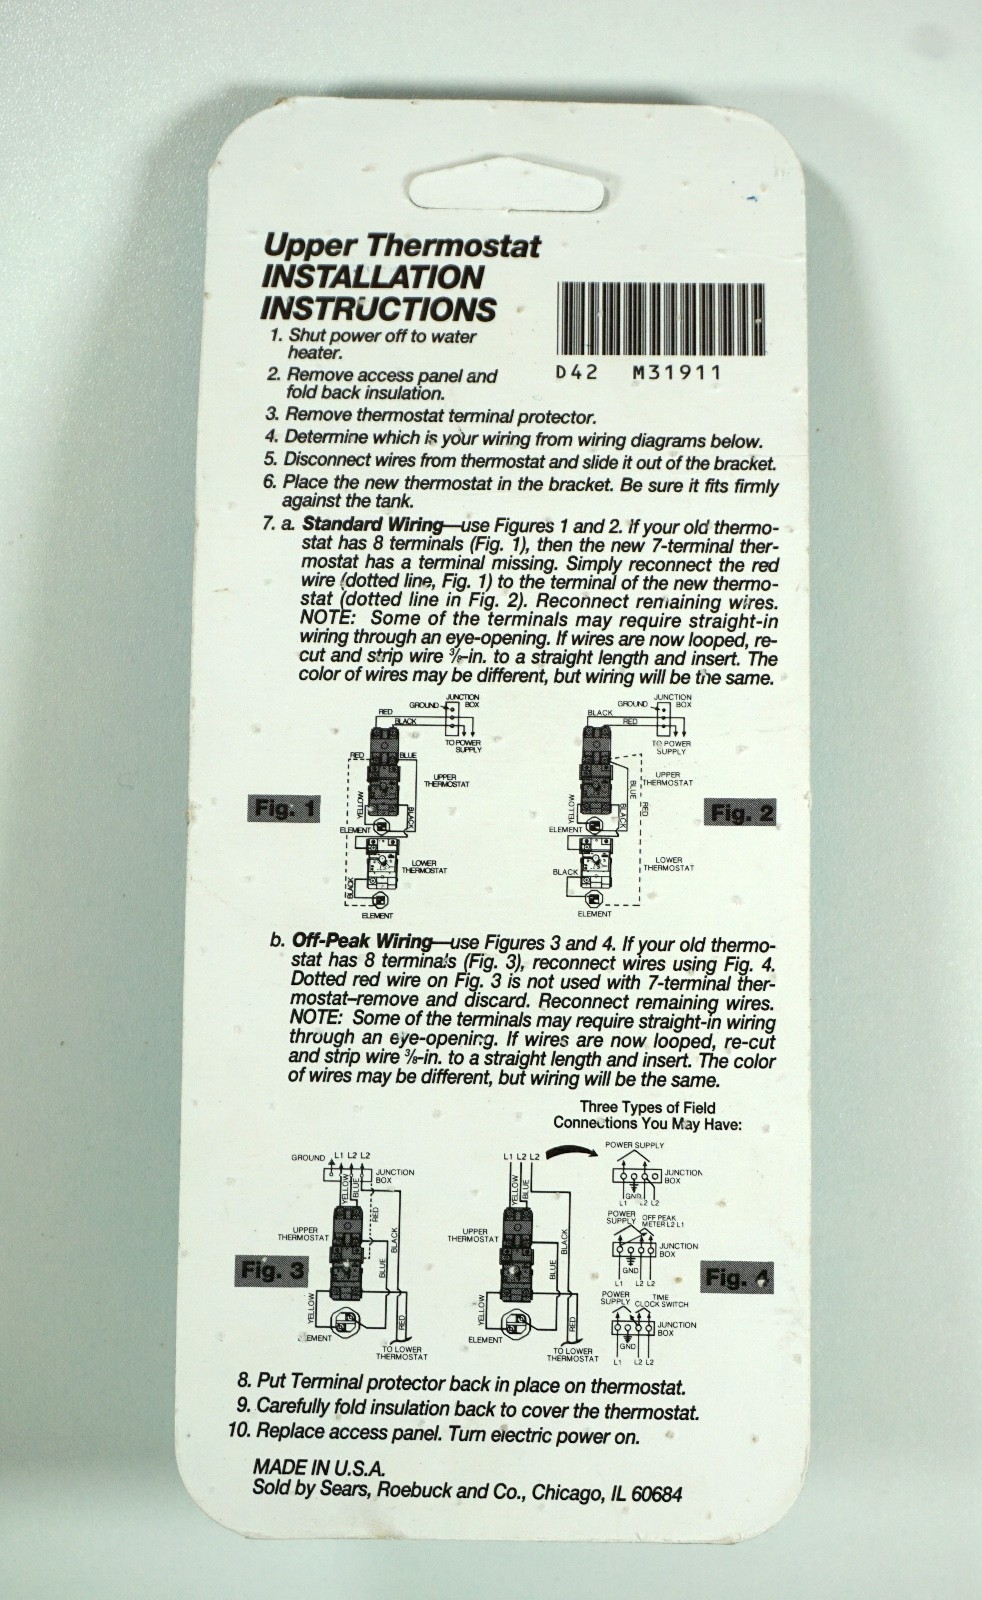 Upper Thermostat
INSTALLATION
INSTRUCTIONS
D42 M31911
1. Shut power off to water
heater.
2. Remove access panel and
fold back insulation.
3. Remove thermostat terminal protector.
4. Determine which is your wiring from wiring diagrams below.
5. Disconnect wires from thermostat and slide it out of the bracket.
6. Place the new thermostat in the bracket. Be sure it fits firmly
against the tank.
7. a. Standard Wiring—use Figures 1 and 2. If your old thermo-
stat has 8 terminals (Fig. 1), then the new 7-terminal ther-
mostat has a terminal missing. Simply reconnect the red
wire (dotted line, Fig. 1) to the terminal of the new thermo-
stat (dotted line in Fig. 2). Reconnect remaining wires.
NOTE: Some of the terminals may require straight-in
wiring through an eye-opening. If wires are now looped, re-
cut and strip wire ⅜-in. to a straight length and insert. The
color of wires may be different, but wiring will be the same.
JUNCTION
BOX
GROUND
RED
BLACK
TO POWER
SUPPLY
RED
BLUE
UPPER
THERMOSTAT
YELLOW
BLACK
Fig. 1
ELEMENT
LOWER
THERMOSTAT
BLACK
ELEMENT
JUNCTION
BOX
GROUND
BLACK
RED
TO POWER
SUPPLY
UPPER
THERMOSTAT
BLUE
RED
YELLOW
BLACK
Fig. 2
ELEMENT
LOWER
THERMOSTAT
BLACK
ELEMENT
b. Off-Peak Wiring—use Figures 3 and 4. If your old thermo-
stat has 8 terminals (Fig. 3), reconnect wires using Fig. 4.
Dotted red wire on Fig. 3 is not used with 7-terminal ther-
mostat–remove and discard. Reconnect remaining wires.
NOTE: Some of the terminals may require straight-in wiring
through an eye-opening. If wires are now looped, re-cut
and strip wire ⅜-in. to a straight length and insert. The color
of wires may be different, but wiring will be the same.
Three Types of Field
Connections You May Have:
GROUND L1 L2 L2
JUNCTION
BOX
YELLOW
BLUE
RED
BLACK
UPPER
THERMOSTAT
BLUE
Fig. 3
YELLOW
RED
ELEMENT
TO LOWER
THERMOSTAT
L1 L2 L2
YELLOW
BLUE
BLACK
UPPER
THERMOSTAT
BLUE
YELLOW
RED
ELEMENT
TO LOWER
THERMOSTAT
POWER SUPPLY
JUNCTION
BOX
GND
L1 L2 L2
POWER
SUPPLY
OFF PEAK
METER L2 L1
JUNCTION
BOX
GND
L1 L2 L2
Fig. 4
POWER
SUPPLY
TIME
CLOCK SWITCH
JUNCTION
BOX
GND
L1 L2 L2
8. Put Terminal protector back in place on thermostat.
9. Carefully fold insulation back to cover the thermostat.
10. Replace access panel. Turn electric power on.
MADE IN U.S.A.
Sold by Sears, Roebuck and Co., Chicago, IL 60684